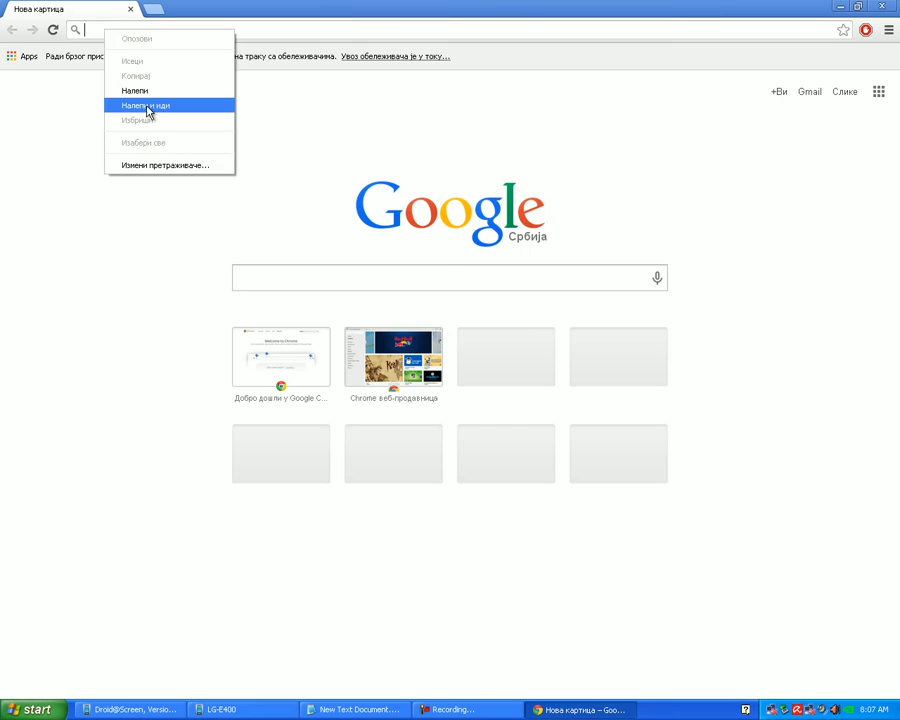 Нова картица
Опозови
Исеци
Копирај
Налепи
Налепи и иди
Избриши
Изабери све
Измени претраживаче...
Apps Ради брзог прис на траку са обележивачима. Увоз обележивача је у току...
+Ви Gmail Слике
Google
Србија
Добро дошли у Google C... Chrome веб-продавница
start Droid@Screen, Versio... LG-E400 New Text Document.... Recording... Нова картица – Goo... 8:07 AM